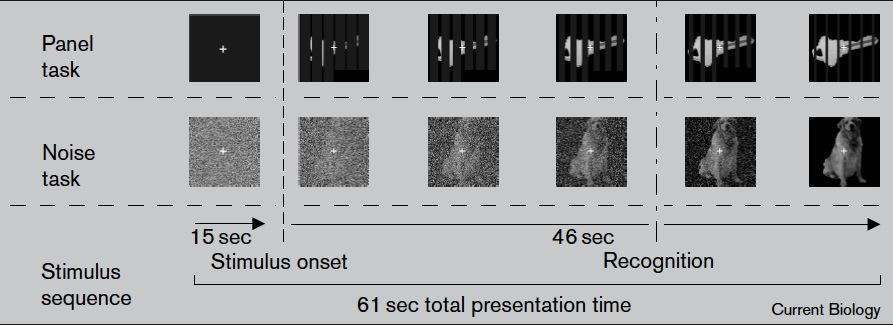 Panel
task
Noise
task
15 sec
46 sec
Stimulus onset
Recognition
Stimulus
sequence
61 sec total presentation time
Current Biology